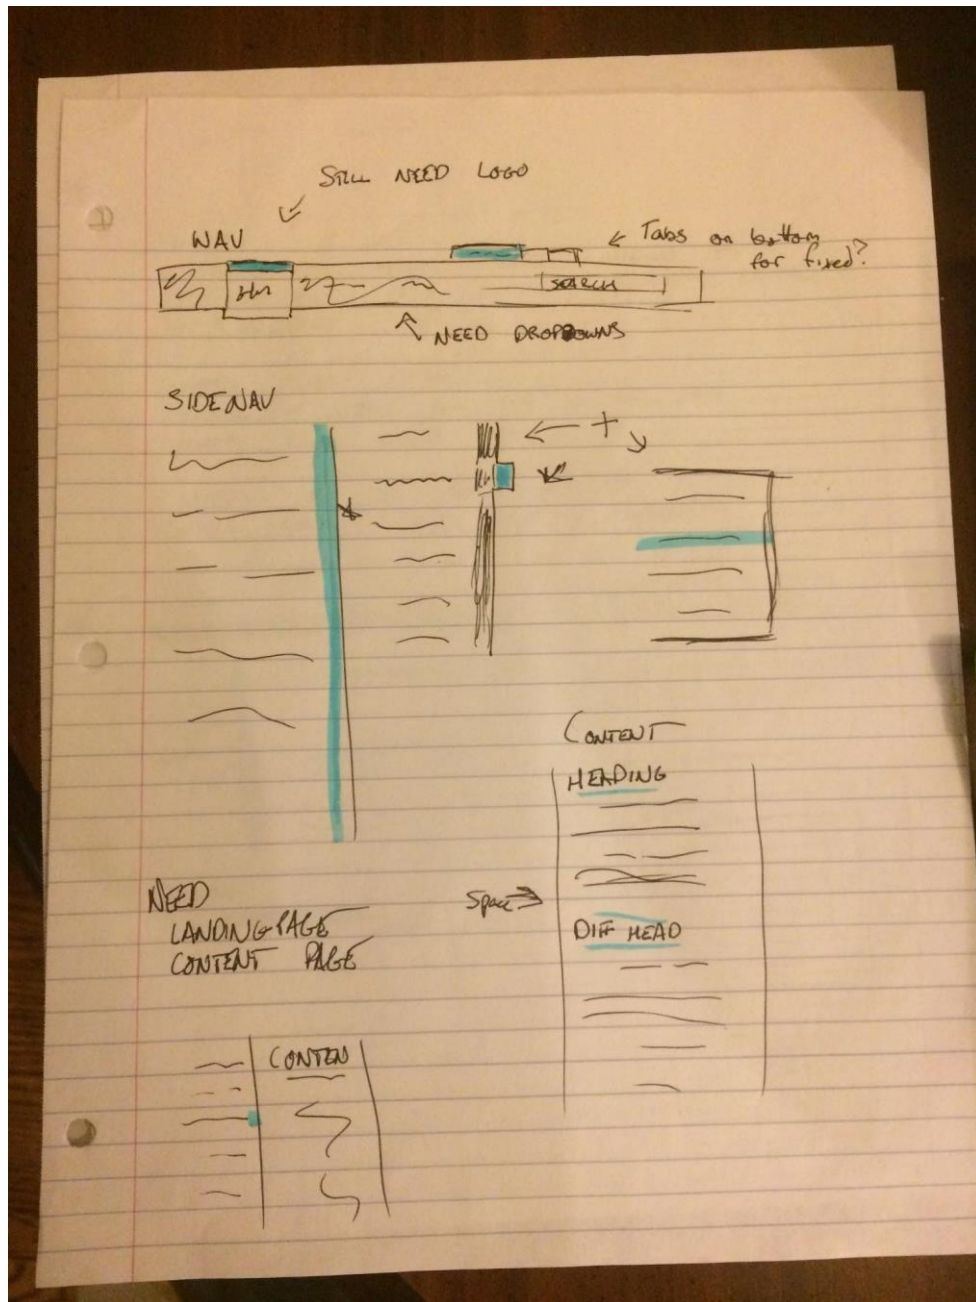 STILL NEED LOGO
NAV
Tabs on bottom
for fixed?
SEARCH
NEED DROPDOWNS
SIDENAV
CONTENT
HEADING
Space
DIFF HEAD
NEED
LANDING PAGE
CONTENT PAGE
CONTEN